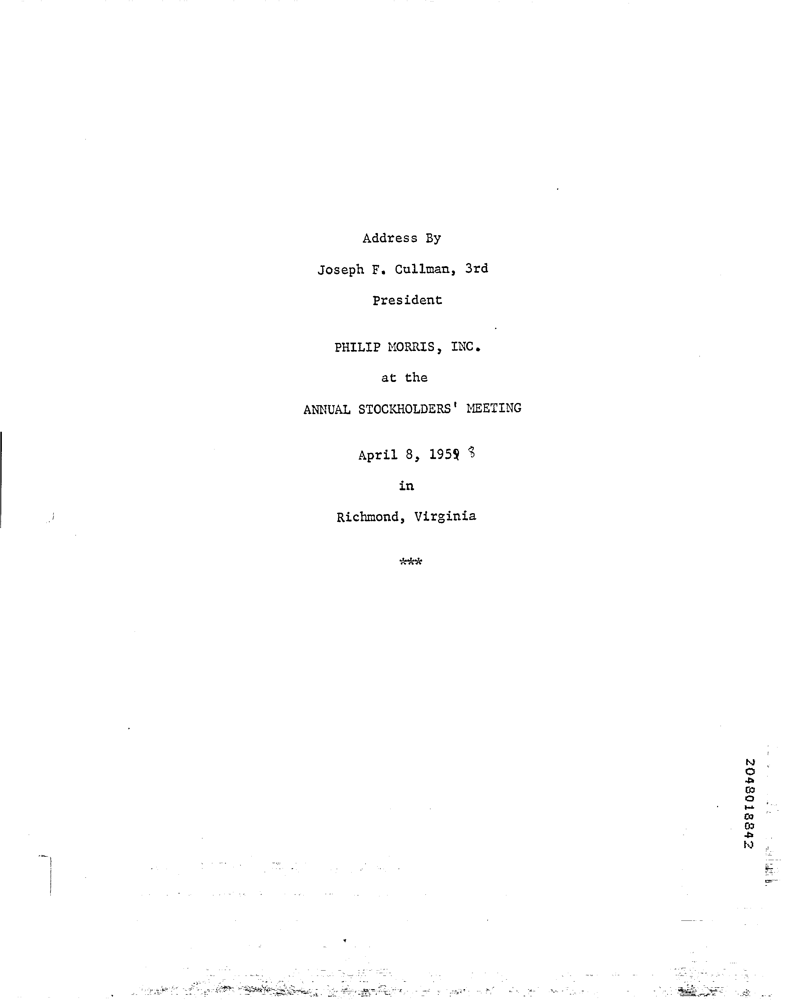 Address By
Joseph F. Cullman, 3rd
President
PHILIP MORRIS, INC.
at the
ANNUAL STOCKHOLDERS' MEETING
April 8, 1959 8
in
Richmond, Virginia
***
2048018842